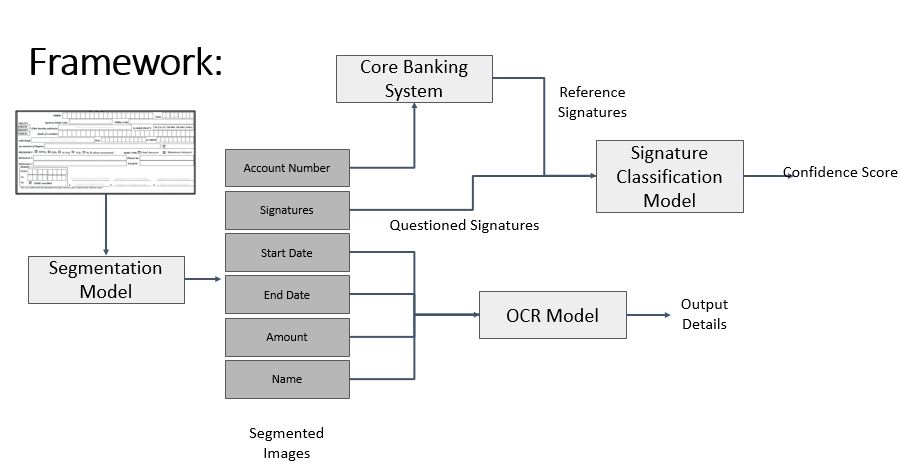 Framework:
Core Banking
System
Reference
Signatures
Account Number
Signature
Classification
Model
Confidence Score
Signatures
Questioned Signatures
Segmentation
Model
Start Date
End Date
OCR Model
Output
Details
Amount
Name
Segmented
Images